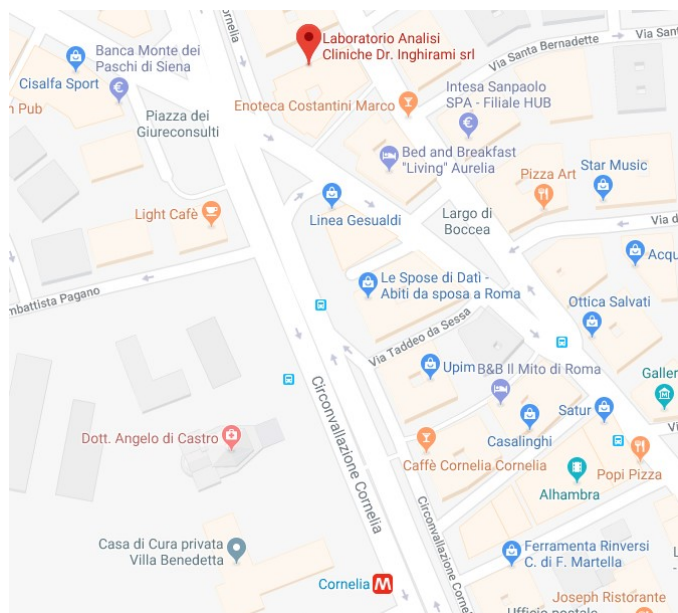 Laboratorio Analisi
Cliniche Dr. Inghirami srl
Via Santa Bernadette
Via San
Banca Monte dei
Paschi di Siena
Cisalfa Sport
Pub
Enoteca Costantini Marco
Intesa Sanpaolo
SPA - Filiale HUB
Piazza dei
Giureconsulti
Bed and Breakfast
"Living" Aurelia
Star Music
Pizza Art
Light Cafè
Linea Gesualdi
Largo di
Boccea
Via d
Acqu
Le Spose di Dati -
Abiti da sposa a Roma
mbattista Pagano
Ottica Salvati
Via Taddeo da Sessa
Upim
B&B Il Mito di Roma
Galler
Circonvallazione Cornelia
Satur
Casalinghi
Dott. Angelo di Castro
Caffè Cornelia Cornelia
Popi Pizza
Alhambra
Circonvallazione Cornelia
Casa di Cura privata
Villa Benedetta
Ferramenta Rinversi
C. di F. Martella
Cornelia M
Joseph Ristorante
Ufficio postale